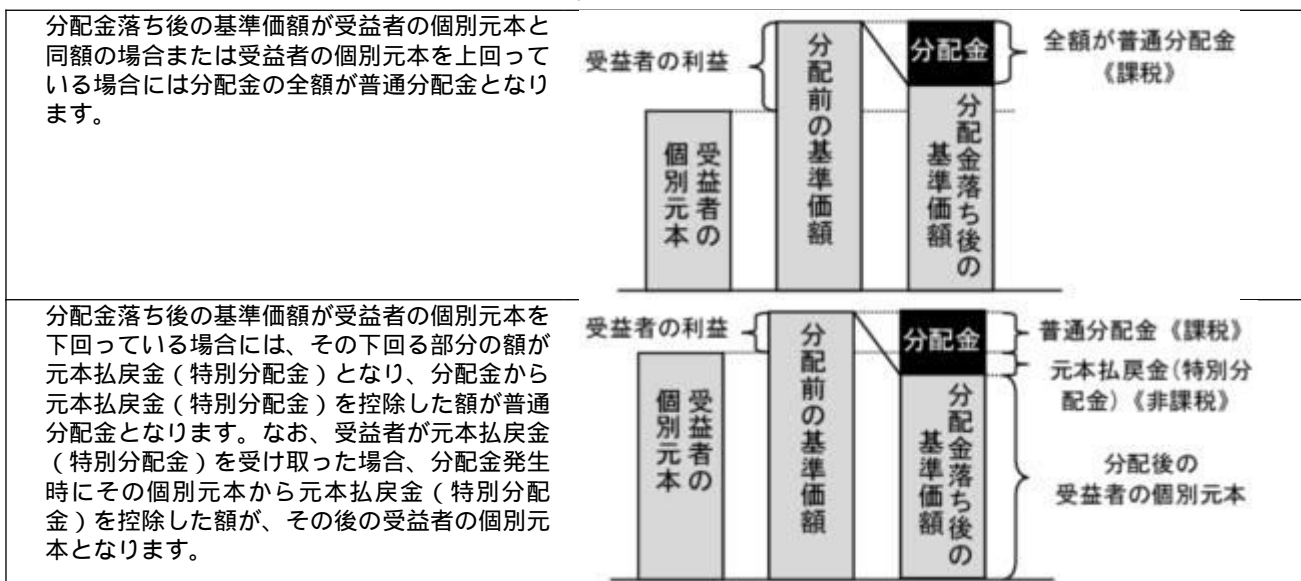 分配金落ち後の基準価額が受益者の個別元本と
同額の場合または受益者の個別元本を上回って
いる場合には分配金の全額が普通分配金となり
ます。
受益者の利益
受益者の
個別元本
分配前の基準価額
分配金
分配金落ち後の
基準価額
全額が普通分配金
《課税》
分配金落ち後の基準価額が受益者の個別元本を
下回っている場合には、その下回る部分の額が
元本払戻金（特別分配金）となり、分配金から
元本払戻金（特別分配金）を控除した額が普通
分配金となります。なお、受益者が元本払戻金
（特別分配金）を受け取った場合、分配金発生
時にその個別元本から元本払戻金（特別分配
金）を控除した額が、その後の受益者の個別元
本となります。
受益者の利益
受益者の
個別元本
分配前の基準価額
分配金
分配金落ち後の
基準価額
普通分配金《課税》
元本払戻金(特別分
配金)《非課税》
分配後の
受益者の個別元本